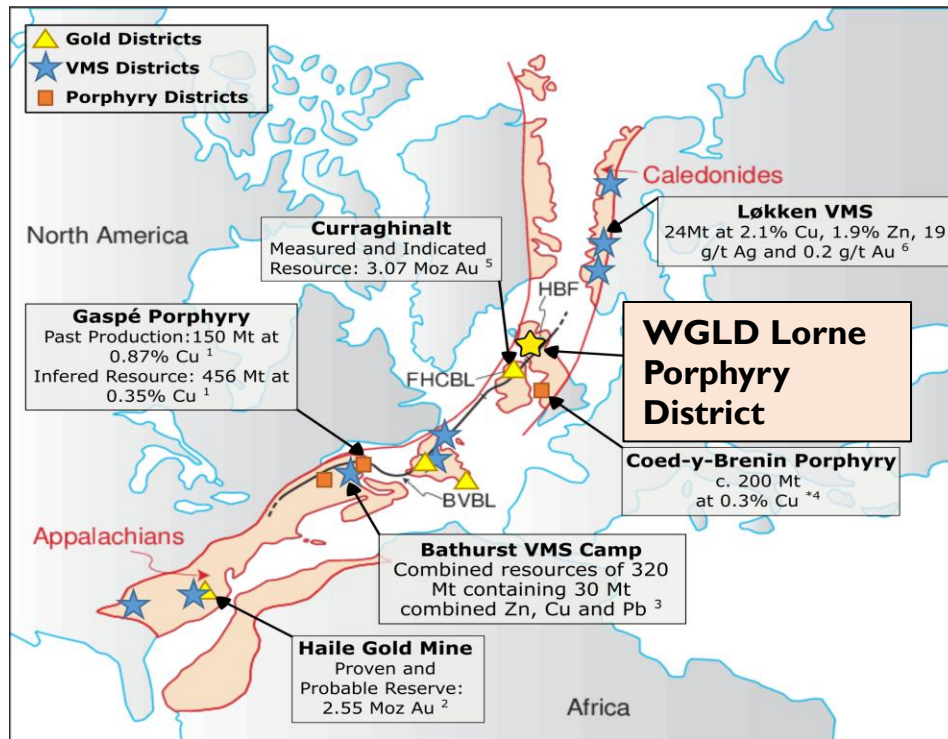 Gold Districts
VMS Districts
Porphyry Districts
Caledonides
North America
Curraghinalt
Measured and Indicated
Resource: 3.07 Moz Au 5
Løkken VMS
24Mt at 2.1% Cu, 1.9% Zn, 19
g/t Ag and 0.2 g/t Au 6
HBF
Gaspé Porphyry
Past Production:150 Mt at
0.87% Cu 1
Infered Resource: 456 Mt at
0.35% Cu 1
WGLD Lorne
Porphyry
District
FHCBL
Coed-y-Brenin Porphyry
c. 200 Mt
at 0.3% Cu *4
BVBL
Appalachians
Bathurst VMS Camp
Combined resources of 320
Mt containing 30 Mt
combined Zn, Cu and Pb 3
Haile Gold Mine
Proven and
Probable Reserve:
2.55 Moz Au 2
Africa